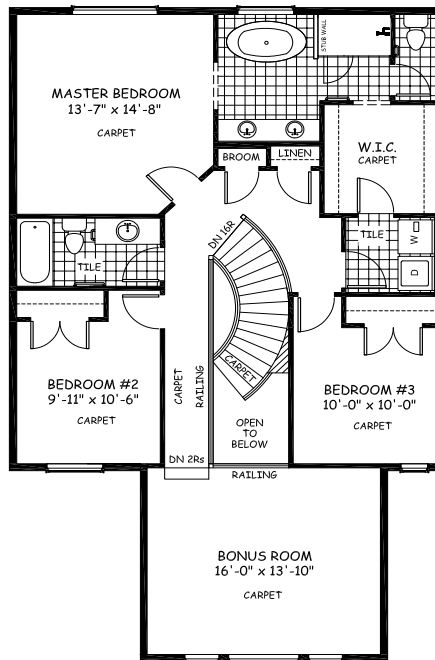 STUB WALL
MASTER BEDROOM
13'-7" x 14'-8"
CARPET
BROOM
LINEN
W.I.C.
CARPET
DN 16R
TILE
W
D
TILE
CARPET
RAILING
CARPET
BEDROOM #2
9'-11" x 10'-6"
CARPET
BEDROOM #3
10'-0" x 10'-0"
CARPET
OPEN
TO
BELOW
DN 2Rs
RAILING
BONUS ROOM
16'-0" x 13'-10"
CARPET